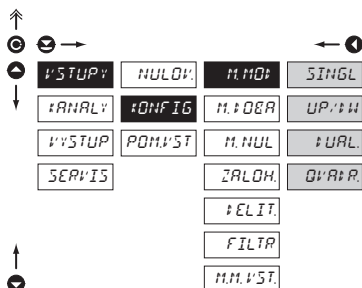 VSTUPY NULOV. M.MOD SINGL
KANALY KONFIG M.DOBA UP/DW
VYSTUP POM.VST M.NUL DUAL.
SERVIS ZALOH. QVADR.
DELIT.
FILTR
M.M.VST.